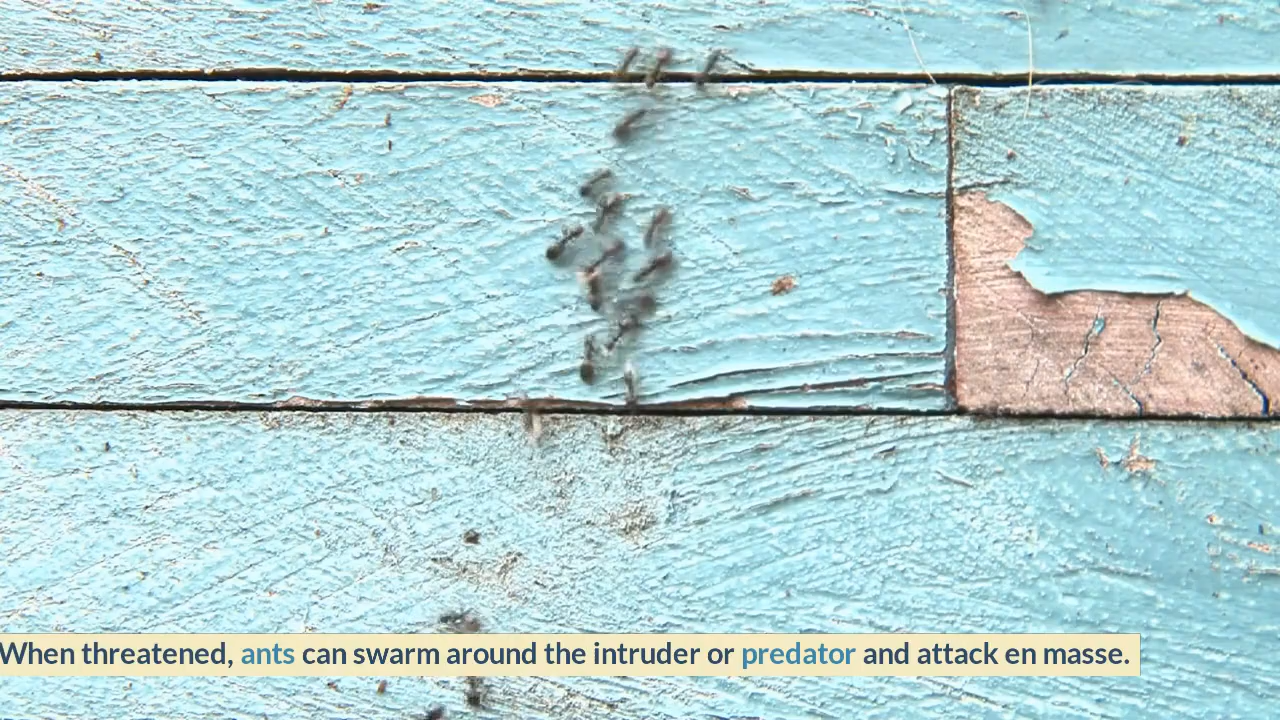 When threatened, ants can swarm around the intruder or predator and attack en masse.